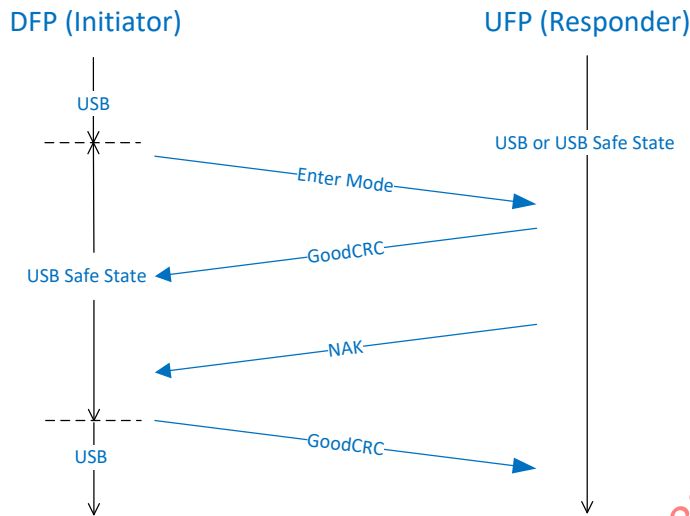 DFP (Initiator)
UFP (Responder)
USB
USB or USB Safe State
Enter Mode
GoodCRC
USB Safe State
NAK
GoodCRC
USB